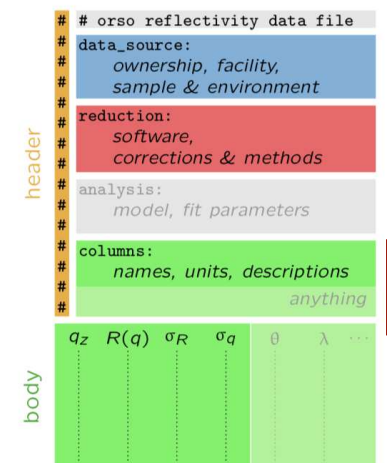 # # orso reflectivity data file
# data_source:
# ownership, facility,
# sample & environment
#
# reduction:
# software,
# corrections & methods
#
# analysis:
# model, fit parameters
#
# columns:
# names, units, descriptions
# anything
header
q_z R(q) σ_R σ_q θ λ ...
body